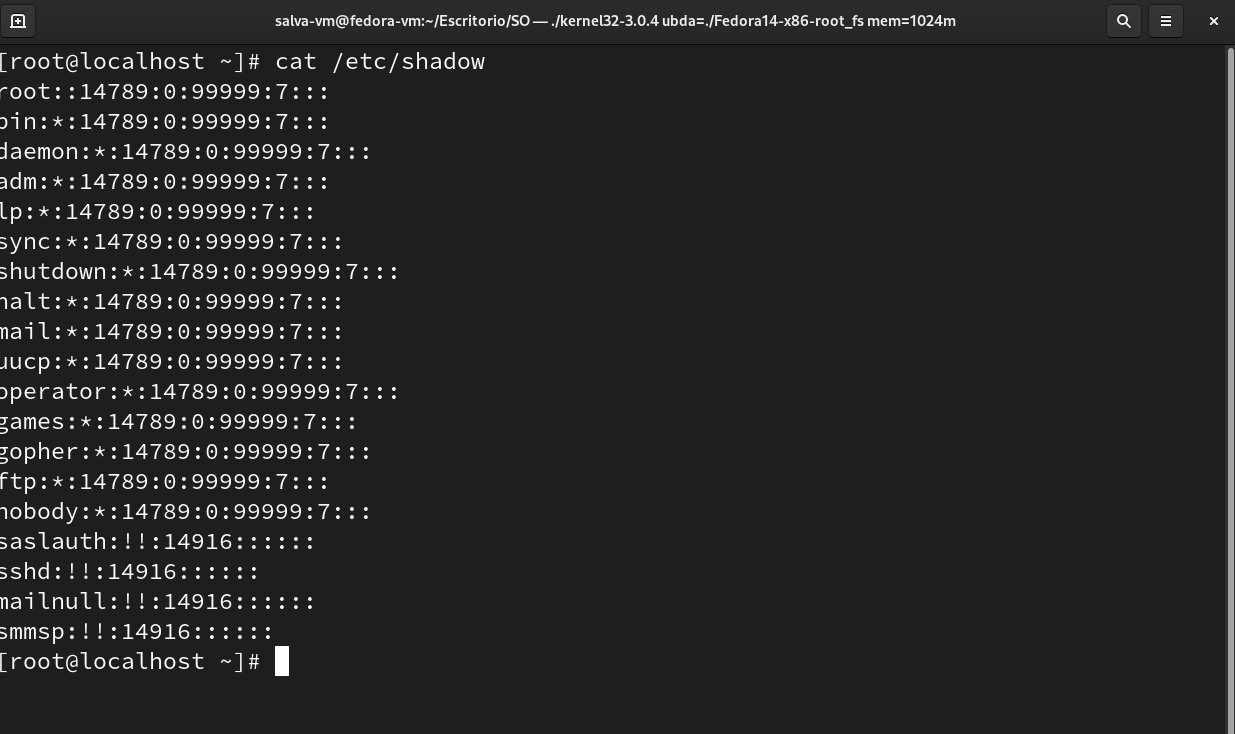 salva-vm@fedora-vm:~/Escritorio/SO — ./kernel32-3.0.4 ubda=./Fedora14-x86-root_fs mem=1024m
[root@localhost ~]# cat /etc/shadow
root::14789:0:99999:7:::
bin:*:14789:0:99999:7:::
daemon:*:14789:0:99999:7:::
adm:*:14789:0:99999:7:::
lp:*:14789:0:99999:7:::
sync:*:14789:0:99999:7:::
shutdown:*:14789:0:99999:7:::
halt:*:14789:0:99999:7:::
mail:*:14789:0:99999:7:::
uucp:*:14789:0:99999:7:::
operator:*:14789:0:99999:7:::
games:*:14789:0:99999:7:::
gopher:*:14789:0:99999:7:::
ftp:*:14789:0:99999:7:::
nobody:*:14789:0:99999:7:::
saslauth:!!:14916::::::
sshd:!!:14916::::::
mailnull:!!:14916::::::
smmsp:!!:14916::::::
[root@localhost ~]#